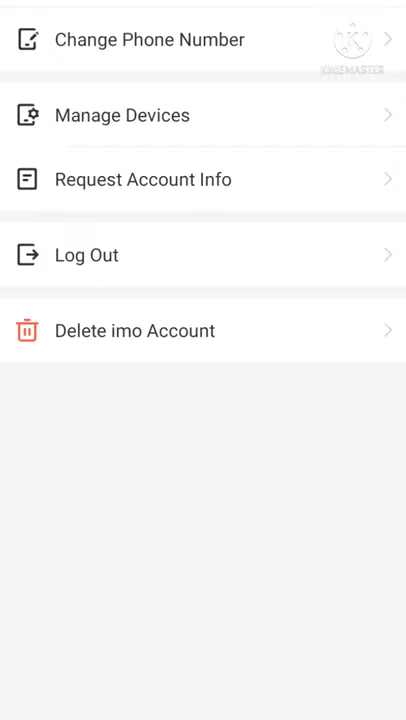 Change Phone Number
KINEMASTER
Manage Devices
Request Account Info
Log Out
Delete imo Account